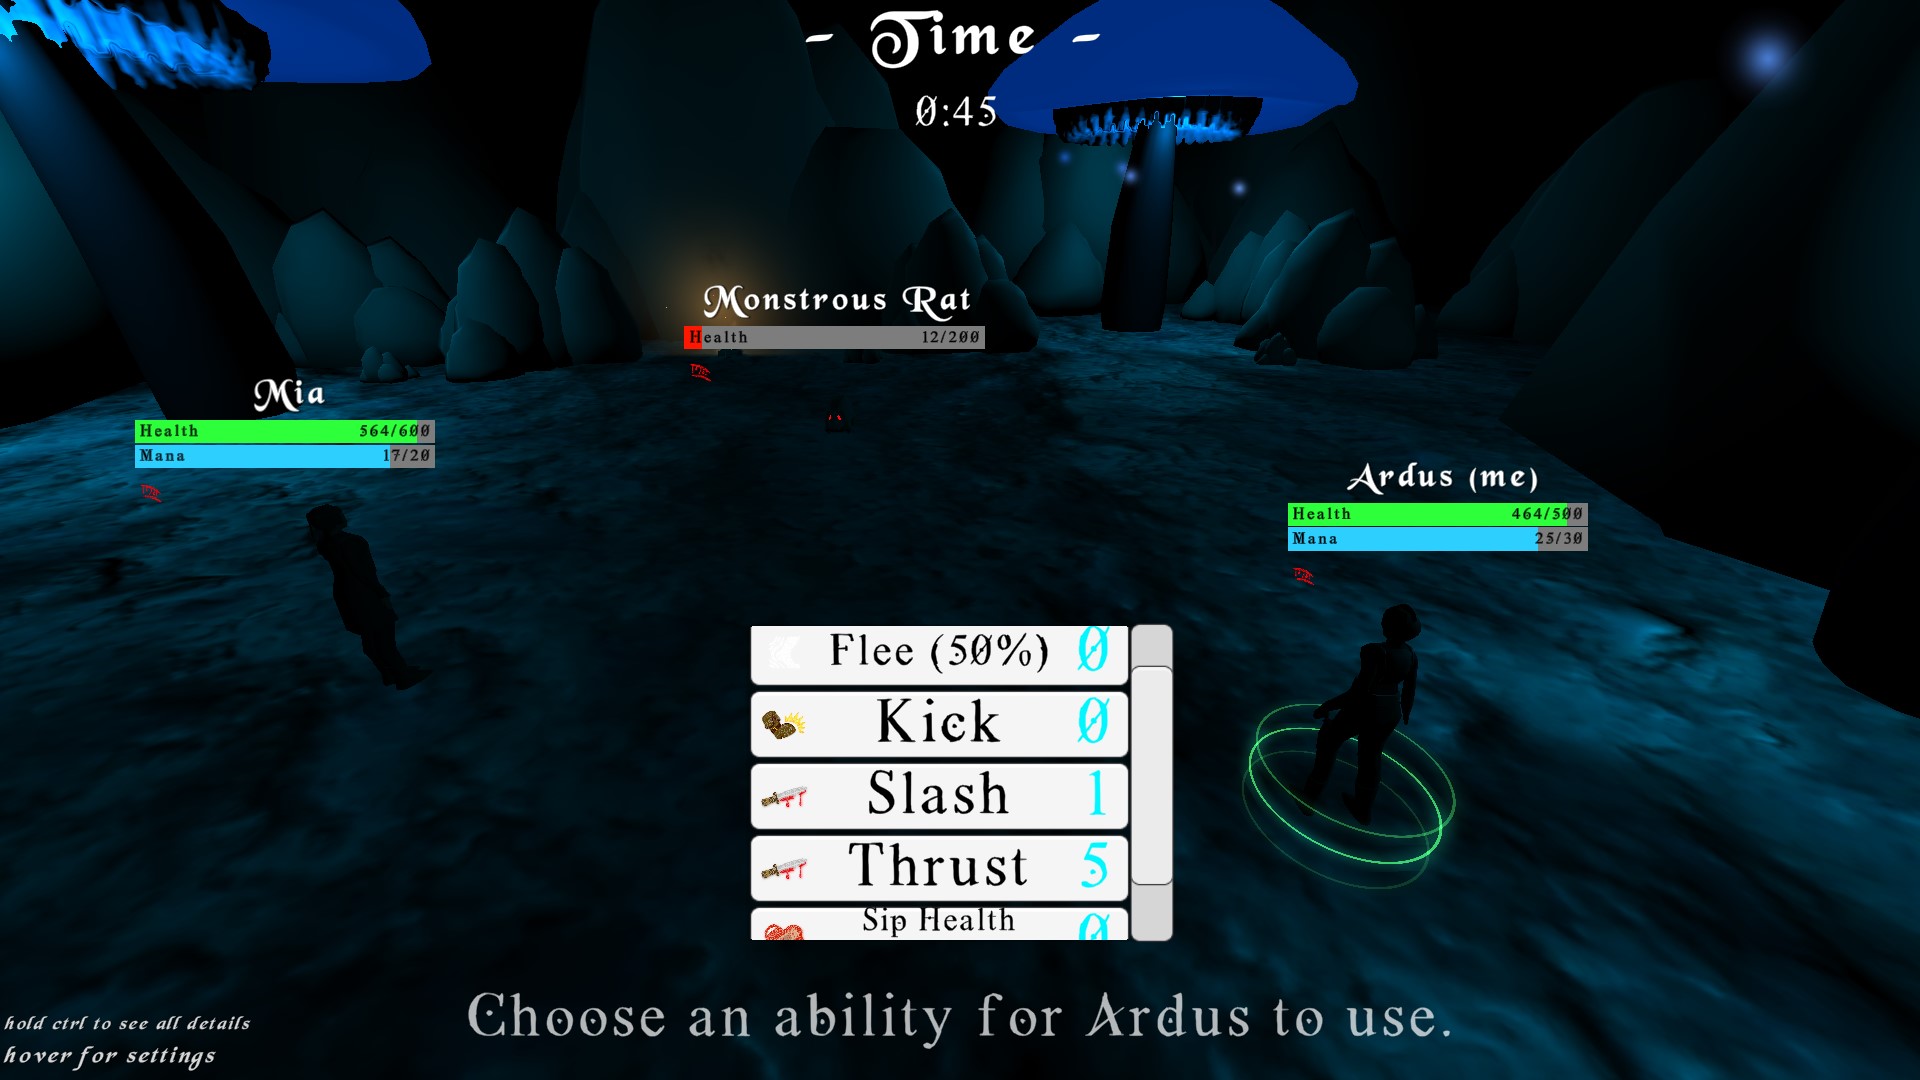 - Time -
0:45
Monstrous Rat
Health 12/200
Mia
Health 564/600
Mana 17/20
Ardus (me)
Health 464/500
Mana 25/30
Flee (50%) 0
Kick 0
Slash 1
Thrust 5
Sip Health 0
Choose an ability for Ardus to use.
hold ctrl to see all details
hover for settings